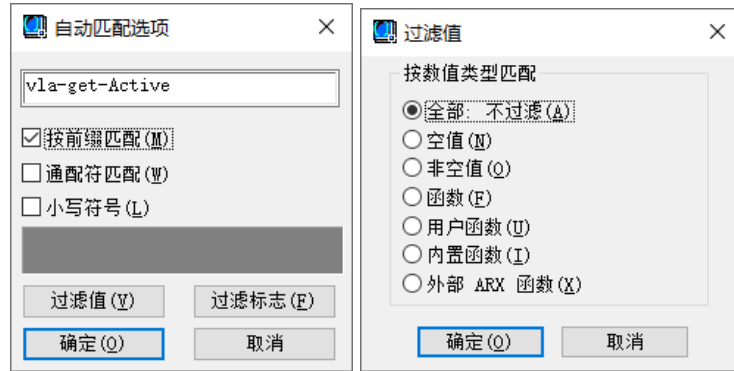 自动匹配选项
vla-get-Active
按前缀匹配(M)
通配符匹配(W)
小写符号(L)
过滤值(V)
过滤标志(F)
确定(O)
取消
过滤值
按数值类型匹配
全部: 不过滤(A)
空值(N)
非空值(O)
函数(F)
用户函数(U)
内置函数(I)
外部 ARX 函数(X)
确定(O)
取消